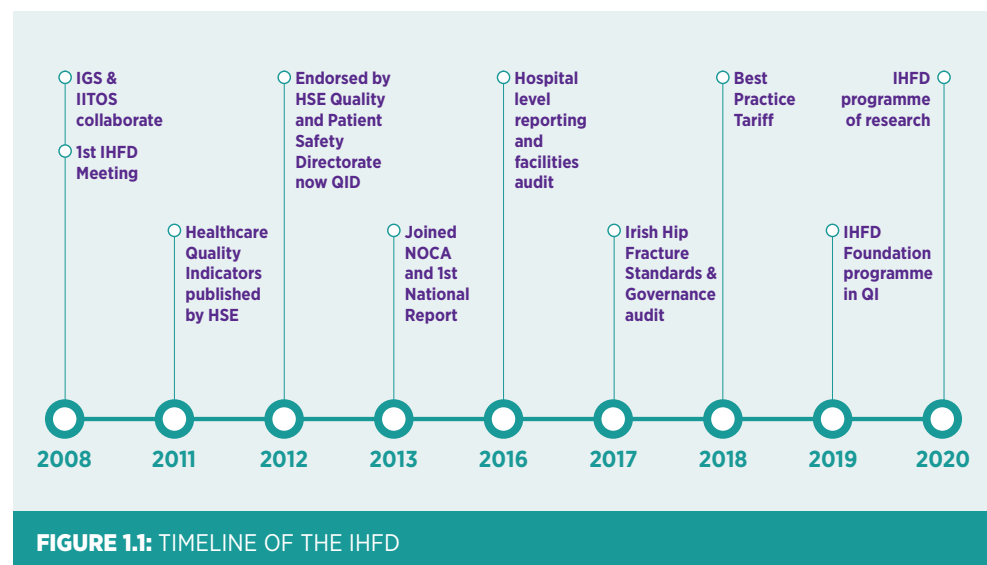 IGS &
IITOS
collaborate
1st IHFD
Meeting
Healthcare
Quality
Indicators
published
by HSE
Endorsed by
HSE Quality
and Patient
Safety
Directorate
now QID
Joined
NOCA
and 1st
National
Report
Hospital
level
reporting
and
facilities
audit
Irish Hip
Fracture
Standards &
Governance
audit
Best
Practice
Tariff
IHFD
Foundation
programme
in QI
IHFD
programme
of research
2008
2011
2012
2013
2016
2017
2018
2019
2020
FIGURE 1.1: TIMELINE OF THE IHFD